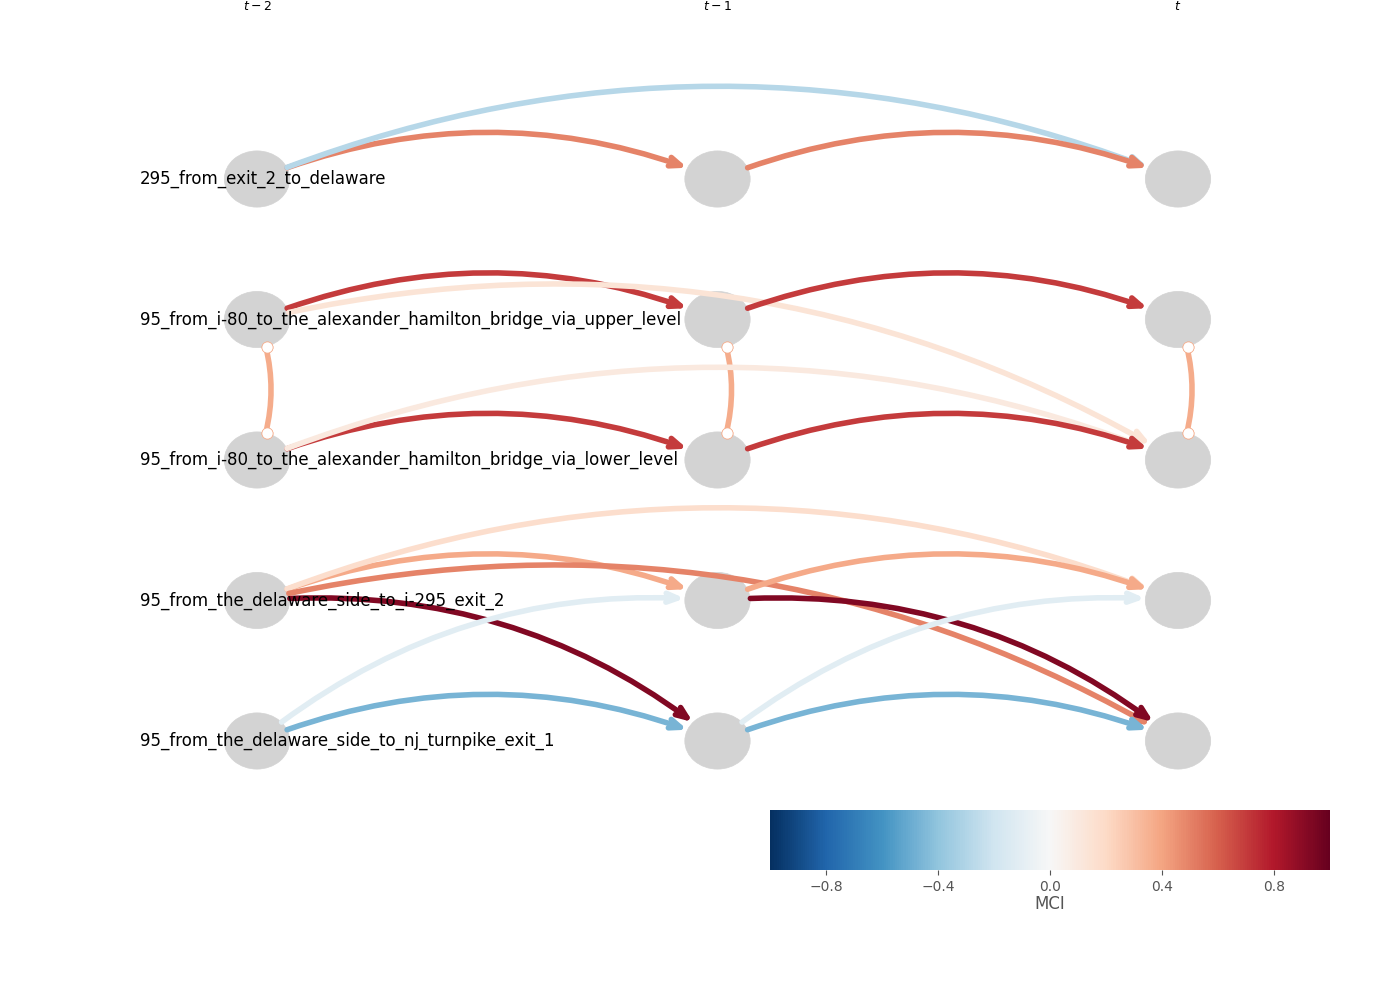 t − 2 t − 1 t
295_from_exit_2_to_delaware
95_from_i-80_to_the_alexander_hamilton_bridge_via_upper_level
95_from_i-80_to_the_alexander_hamilton_bridge_via_lower_level
95_from_the_delaware_side_to_i-295_exit_2
95_from_the_delaware_side_to_nj_turnpike_exit_1
−0.8 −0.4 0.0 0.4 0.8
MCI